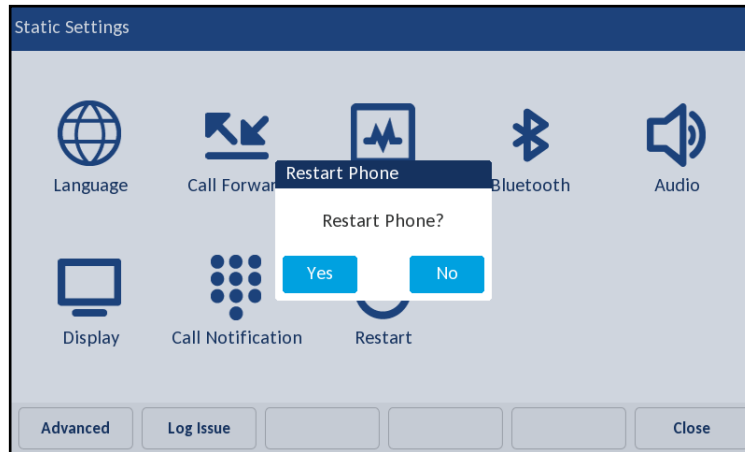 Static Settings
Language
Call Forwar
Bluetooth
Audio
Restart Phone
Restart Phone?
Yes
No
Display
Call Notification
Restart
Advanced
Log Issue
Close